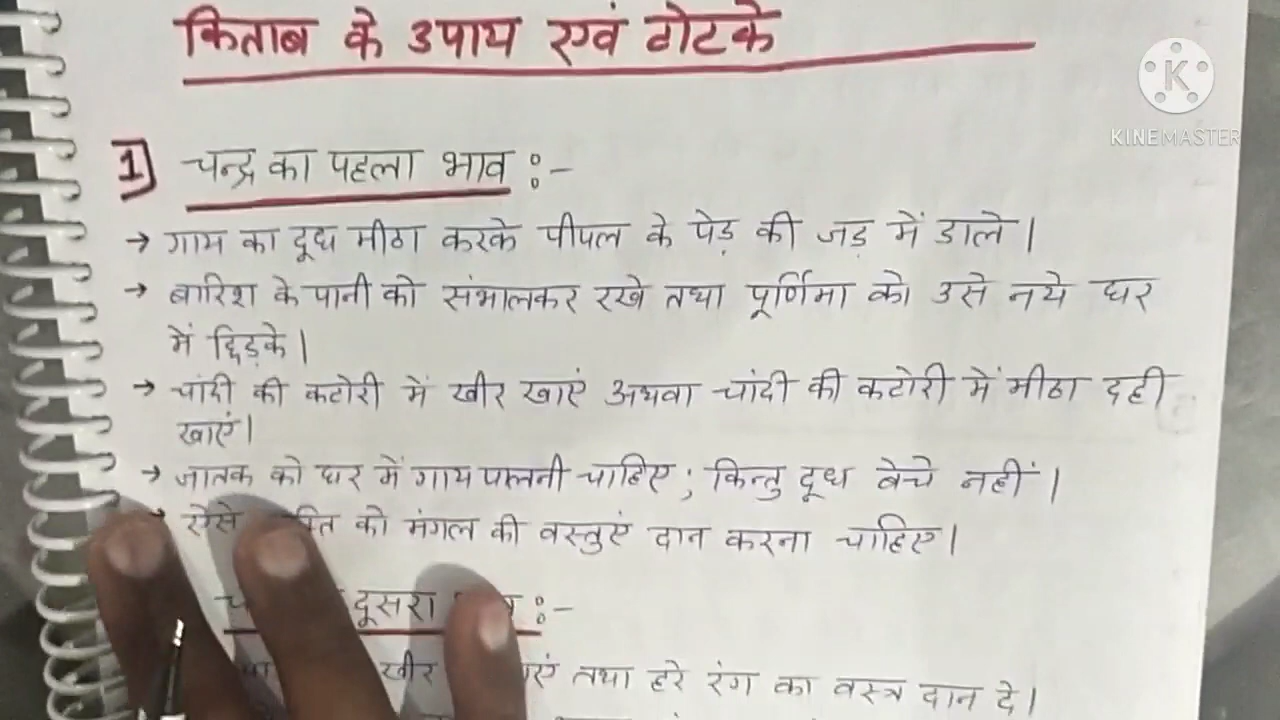 किताब के उपाय एवं टोटके
K
KINEMASTER
1] चन्द्र का पहला भाव :-
→ गाय का दूध मीठा करके पीपल के पेड़ की जड़ में डाले।
→ बारिश के पानी को संभालकर रखे तथा पूर्णिमा को उसे नये घर
में छिड़के।
→ चांदी की कटोरी में खीर खाएं अथवा चांदी की कटोरी में मीठा दही
खाएं।
→ जातक को घर में गाय पालनी चाहिए; किन्तु दूध बेचे नहीं।
ऐसे को मंगल की वस्तुएं दान करना चाहिए।
दूसरा :-
खीर तथा हरे रंग का वस्त्र दान दे।